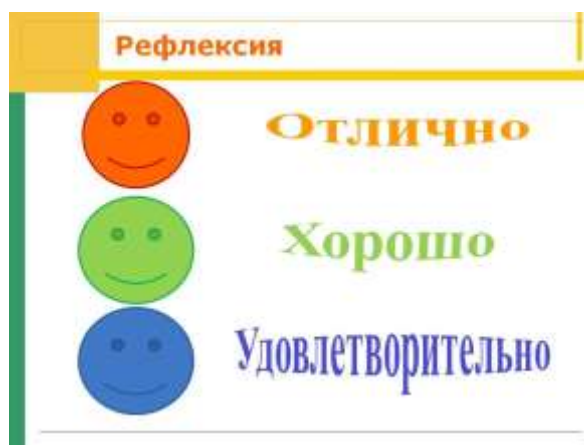 Рефлексия
Отлично
Хорошо
Удовлетворительно